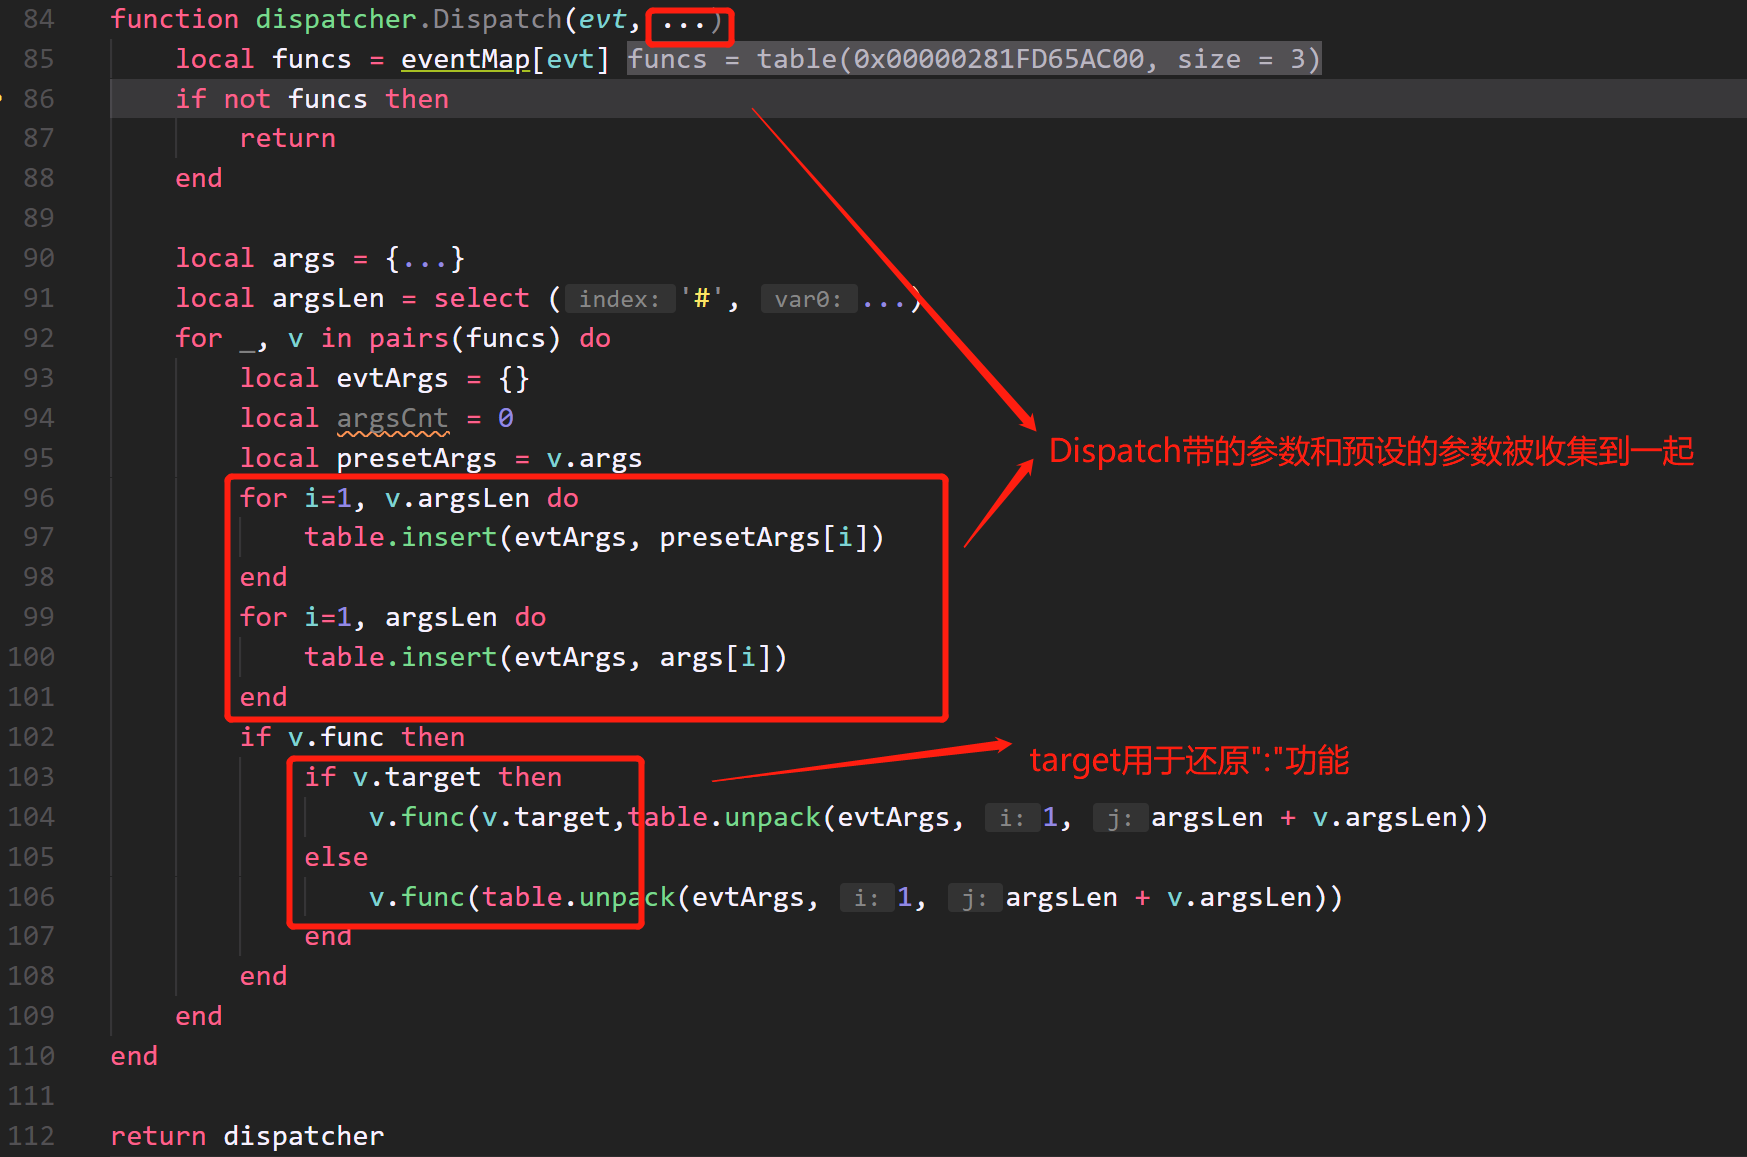 84 function dispatcher.Dispatch(evt, ...)
85 local funcs = eventMap[evt] funcs = table(0x00000281FD65AC00, size = 3)
86 if not funcs then
87 return
88 end
89
90 local args = {...}
91 local argsLen = select (index: '#', var0: ...)
92 for _, v in pairs(funcs) do
93 local evtArgs = {}
94 local argsCnt = 0
95 local presetArgs = v.args
Dispatch带的参数和预设的参数被收集到一起
96 for i=1, v.argsLen do
97 table.insert(evtArgs, presetArgs[i])
98 end
99 for i=1, argsLen do
100 table.insert(evtArgs, args[i])
101 end
102 if v.func then
target用于还原":"功能
103 if v.target then
104 v.func(v.target,table.unpack(evtArgs, i: 1, j: argsLen + v.argsLen))
105 else
106 v.func(table.unpack(evtArgs, i: 1, j: argsLen + v.argsLen))
107 end
108 end
109 end
110 end
111
112 return dispatcher